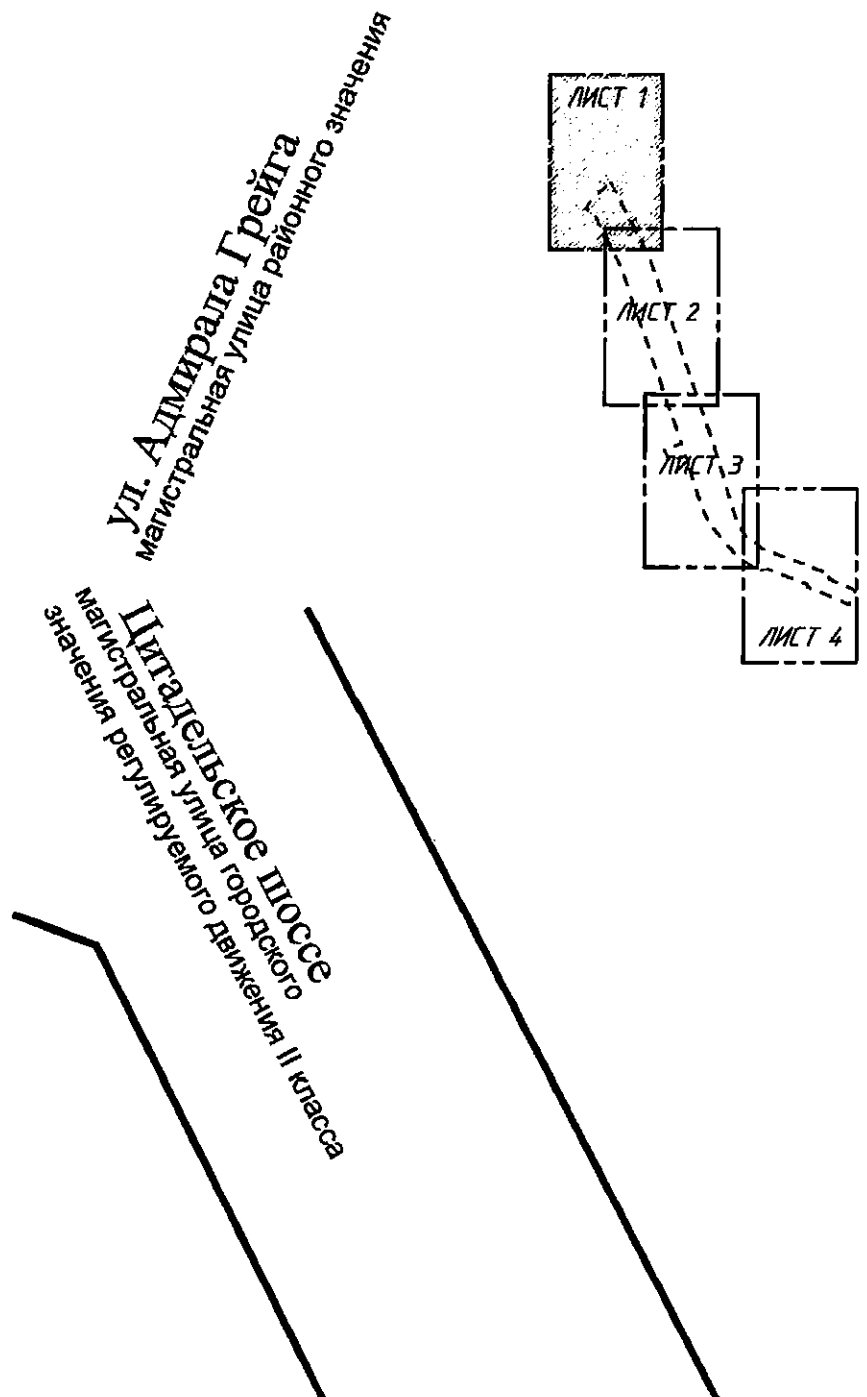 ул. Адмирала Грейга
магистральная улица районного значения
Цитадельское шоссе
магистральная улица городского
значения регулируемого движения II класса
ЛИСТ 1
ЛИСТ 2
ЛИСТ 3
ЛИСТ 4